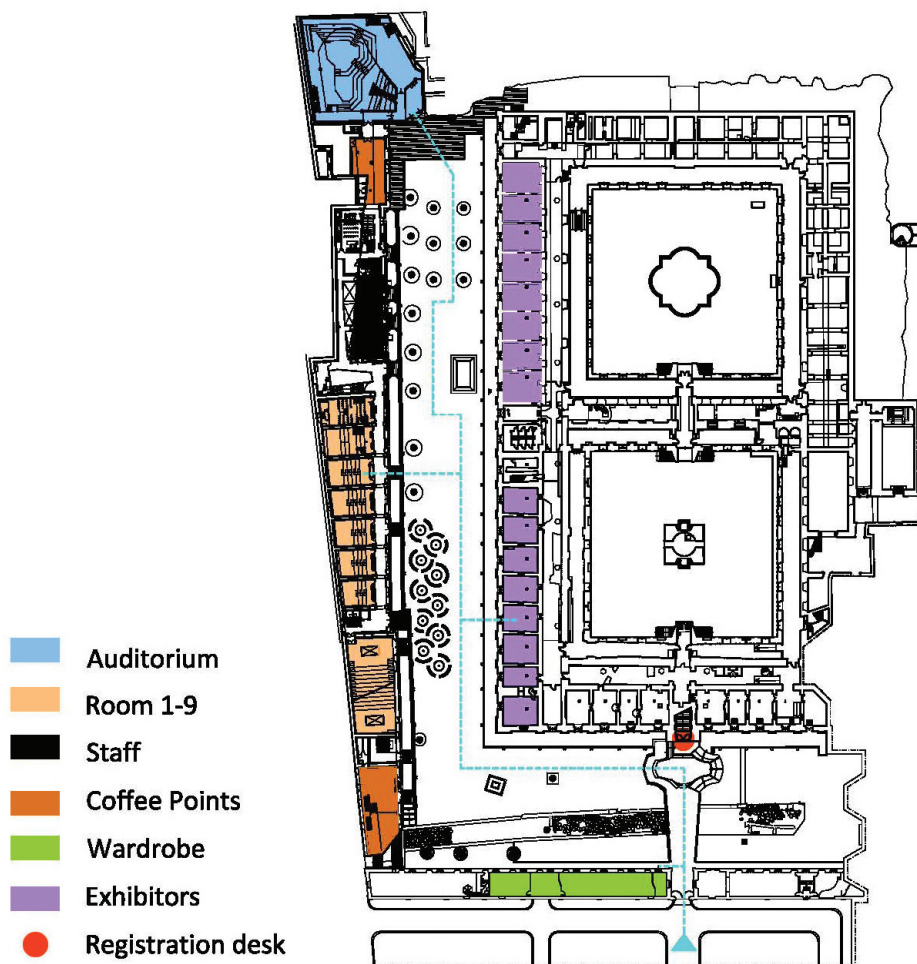 Auditorium
Room 1-9
Staff
Coffee Points
Wardrobe
Exhibitors
Registration desk